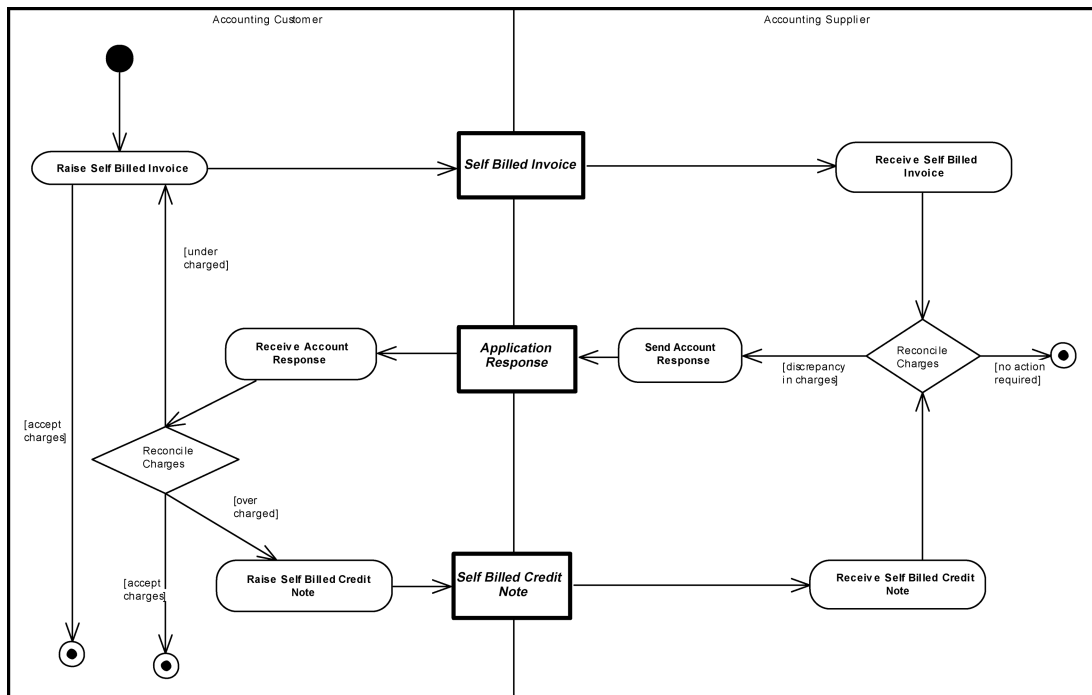 Accounting Customer
Accounting Supplier
Raise Self Billed Invoice
Self Billed Invoice
Receive Self Billed
Invoice
[under
charged]
Receive Account
Response
Application
Response
Send Account
Response
Reconcile
Charges
[discrepancy
in charges]
[no action
required]
[accept
charges]
Reconcile
Charges
[over
charged]
[accept
charges]
Raise Self Billed Credit
Note
Self Billed Credit
Note
Receive Self Billed Credit
Note